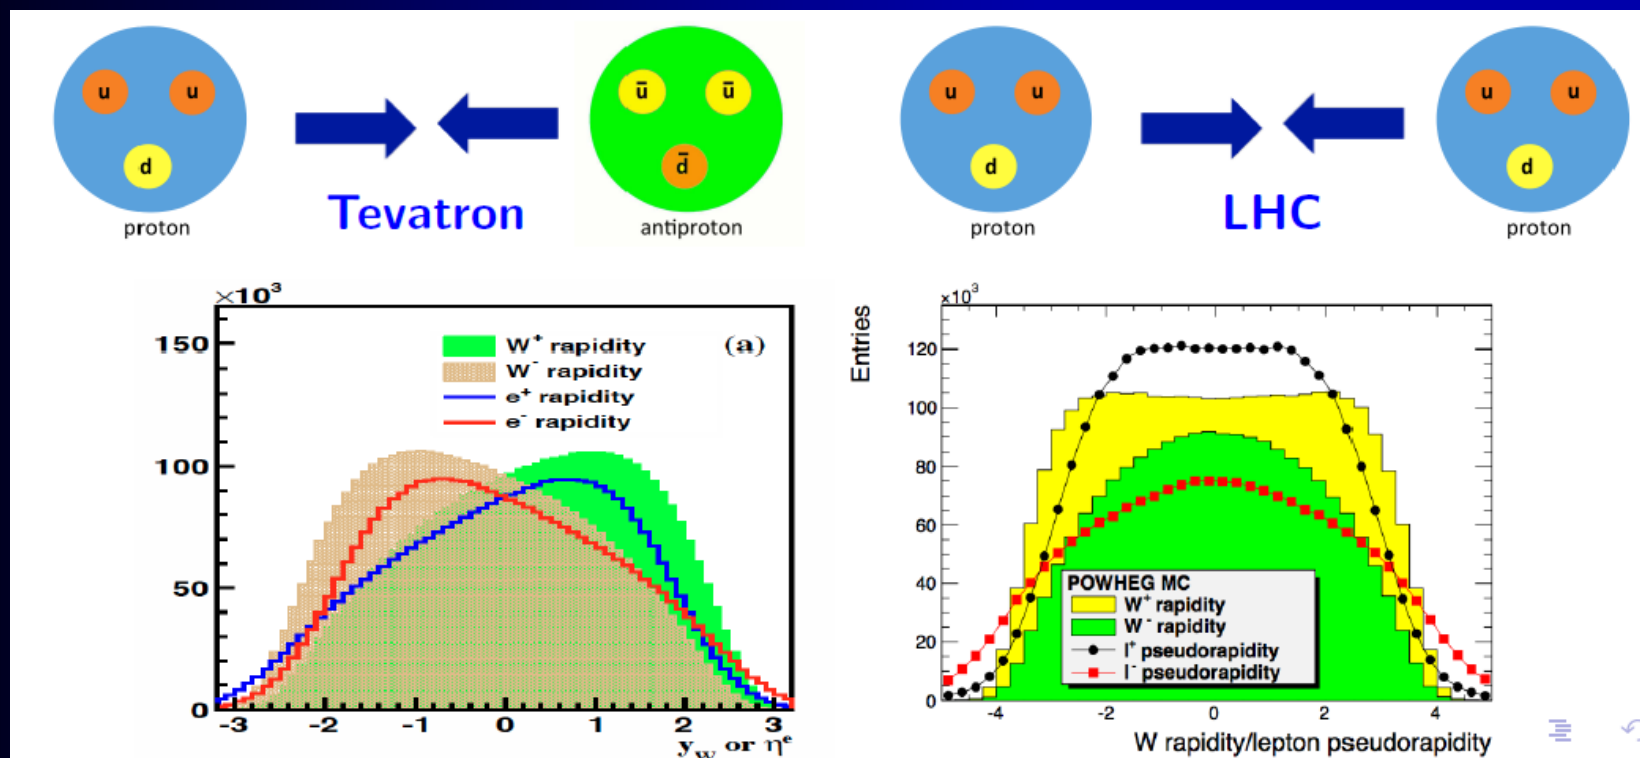 u u
d
proton
Tevatron
ū ū
d̄
antiproton
u u
d
proton
LHC
u u
d
proton
×10³
150
100
50
0
-3 -2 -1 0 1 2 3
y_W or η^e
(a)
W⁺ rapidity
W⁻ rapidity
e⁺ rapidity
e⁻ rapidity
×10³
Entries
120
100
80
60
40
20
0
-4 -2 0 2 4
W rapidity/lepton pseudorapidity
POWHEG MC
W⁺ rapidity
W⁻ rapidity
l⁺ pseudorapidity
l⁻ pseudorapidity